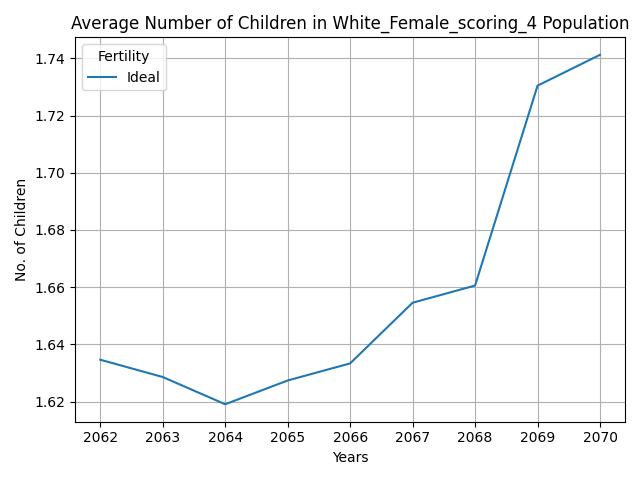 Average Number of Children in White_Female_scoring_4 Population
Fertility
Ideal
1.74
1.72
1.70
1.68
1.66
1.64
1.62
No. of Children
2062 2063 2064 2065 2066 2067 2068 2069 2070
Years